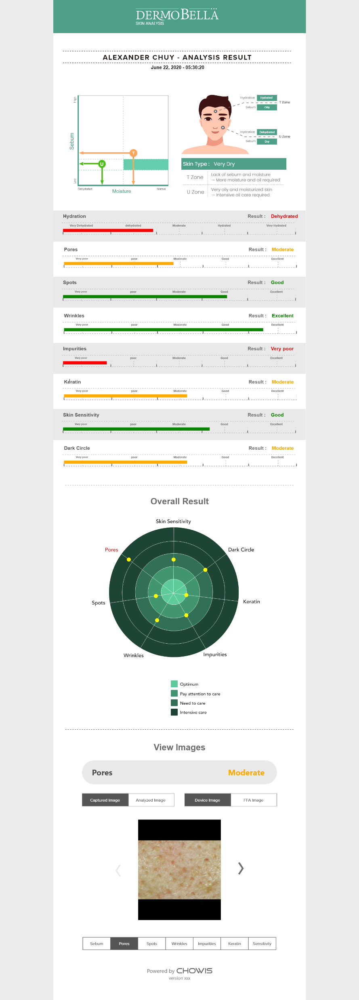 DERMOBELLA
SKIN ANALYSIS
ALEXANDER CHUY - ANALYSIS RESULT
June 22, 2020 - 05:30:20
High
Sebum
Low
T
U
Dehydrated
Moisture
Normal
Hydration Hydrated
T Zone
Sebum Oily
Hydration Dehydrated
U Zone
Sebum Dry
Skin Type : Very Dry
T Zone
Lack of sebum and moisture
→ More moisture and oil required
U Zone
Very oily and moisturized skin
→ Intensive oil care required
Hydration Result : Dehydrated
Very Dehydrated dehydrated Moderate Hydrated Very Hydrated
Pores Result : Moderate
Very poor poor Moderate Good Excellent
Spots Result : Good
Very poor poor Moderate Good Excellent
Wrinkles Result : Excellent
Very poor poor Moderate Good Excellent
Impurities Result : Very poor
Very poor poor Moderate Good Excellent
Keratin Result : Moderate
Very poor poor Moderate Good Excellent
Skin Sensitivity Result : Good
Very poor poor Moderate Good Excellent
Dark Circle Result : Moderate
Very poor poor Moderate Good Excellent
Overall Result
Skin Sensitivity
Pores
Dark Circle
Spots
Keratin
Wrinkles
Impurities
Optimum
Pay attention to care
Need to care
Intensive care
View Images
Pores Moderate
Captured Image Analyzed Image Device Image FFA Image
Sebum Pores Spots Wrinkles Impurities Keratin Sensitivity
Powered by CHOWIS
version xxx